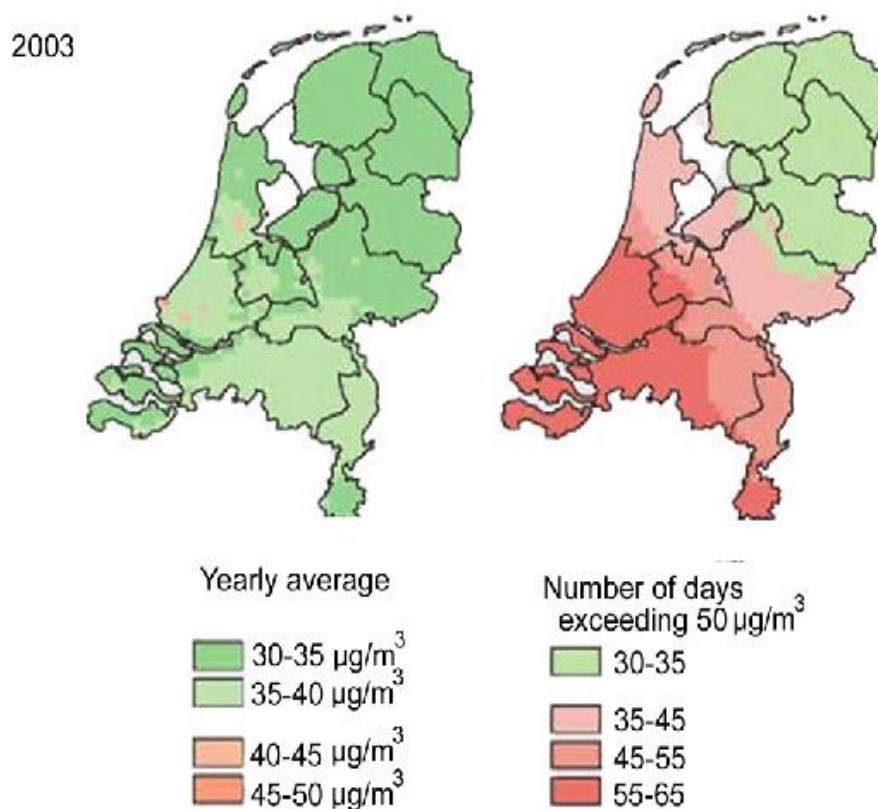 2003
Yearly average
30-35 µg/m³
35-40 µg/m³
40-45 µg/m³
45-50 µg/m³
Number of days
exceeding 50 µg/m³
30-35
35-45
45-55
55-65